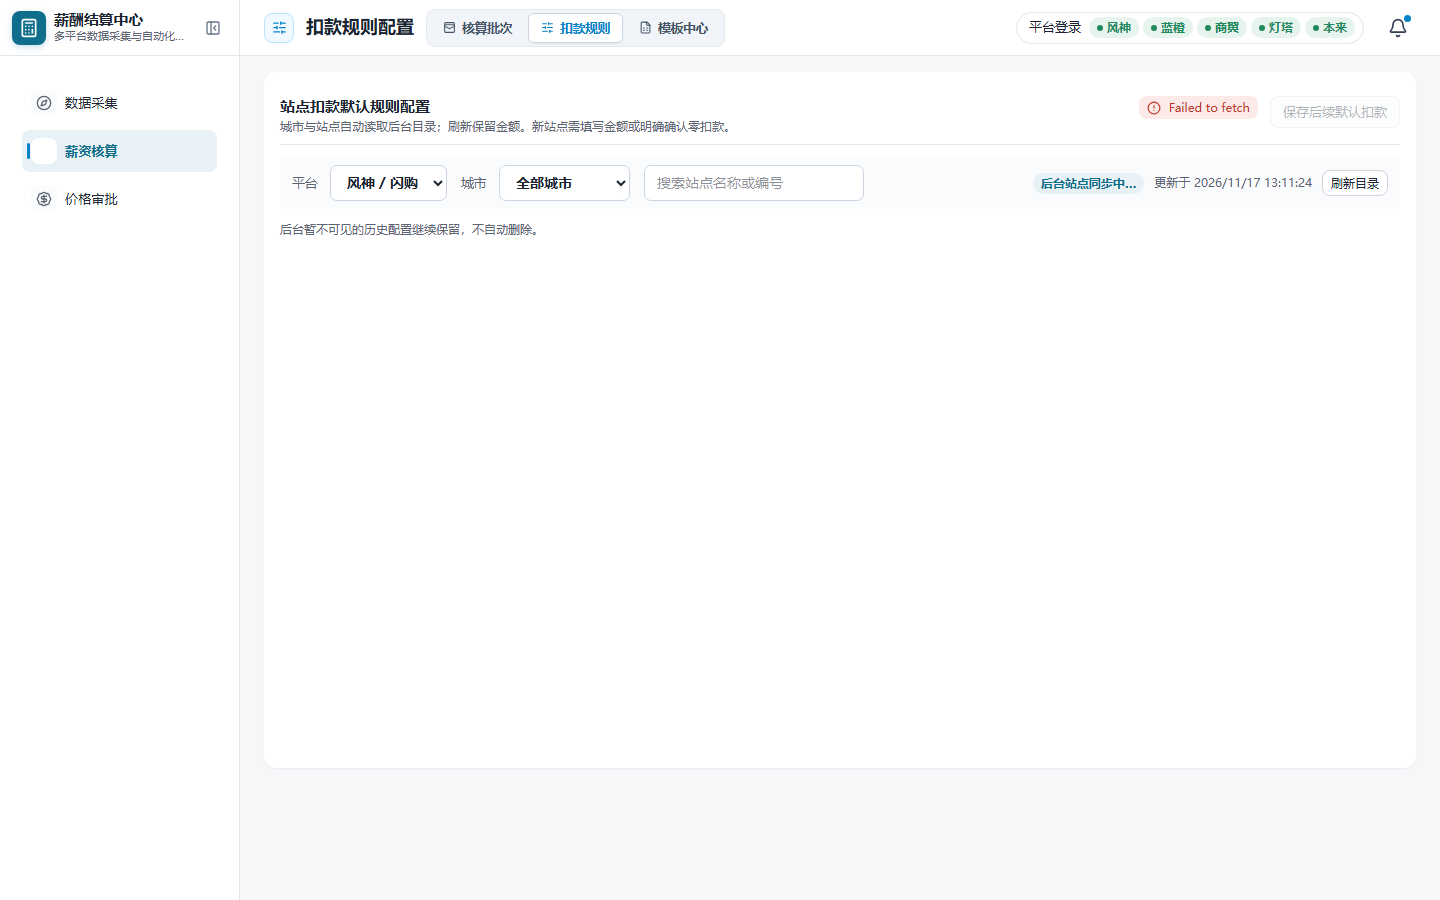 薪酬结算中心
多平台数据采集与自动化...
扣款规则配置
核算批次
扣款规则
模板中心
平台登录
风神
蓝橙
商翼
灯塔
本来
数据采集
薪资核算
价格审批
站点扣款默认规则配置
城市与站点自动读取后台目录；刷新保留金额。新站点需填写金额或明确确认零扣款。
Failed to fetch
保存后续默认扣款
平台
风神 / 闪购
城市
全部城市
搜索站点名称或编号
后台站点同步中...
更新于 2026/11/17 13:11:24
刷新目录
后台暂不可见的历史配置继续保留，不自动删除。